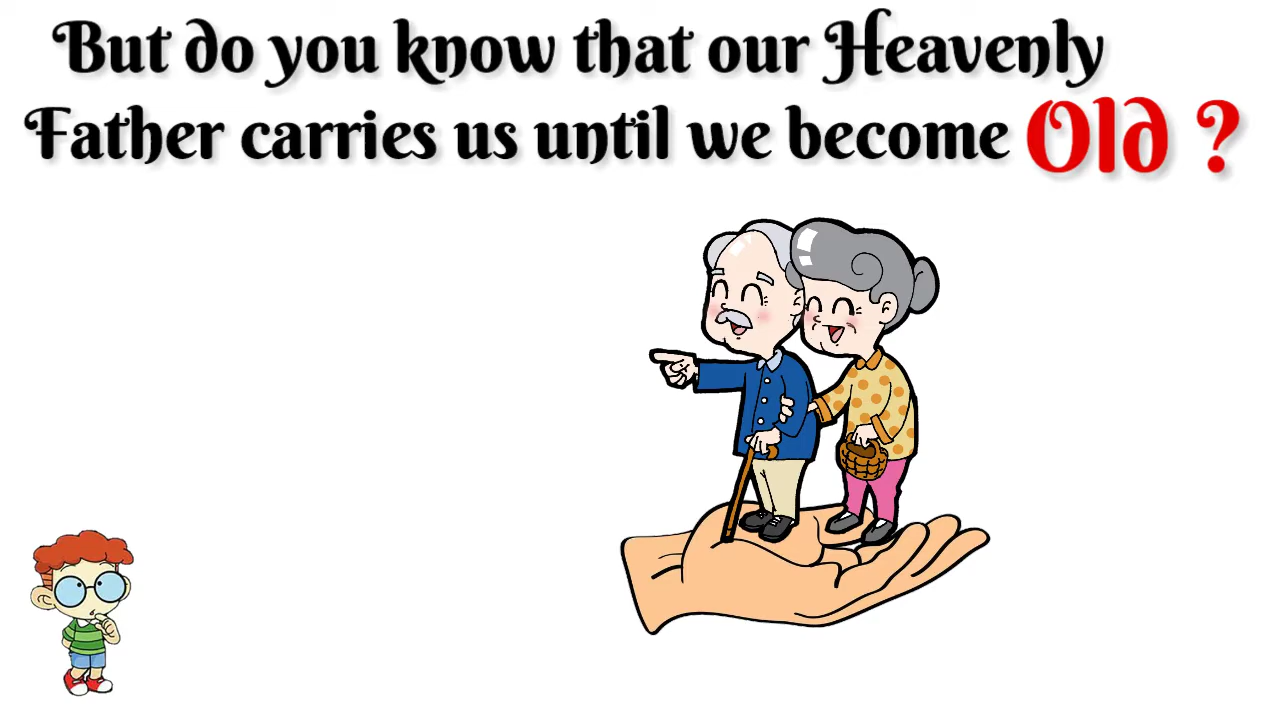 But do you know that our Heavenly
Father carries us until we become Old ?